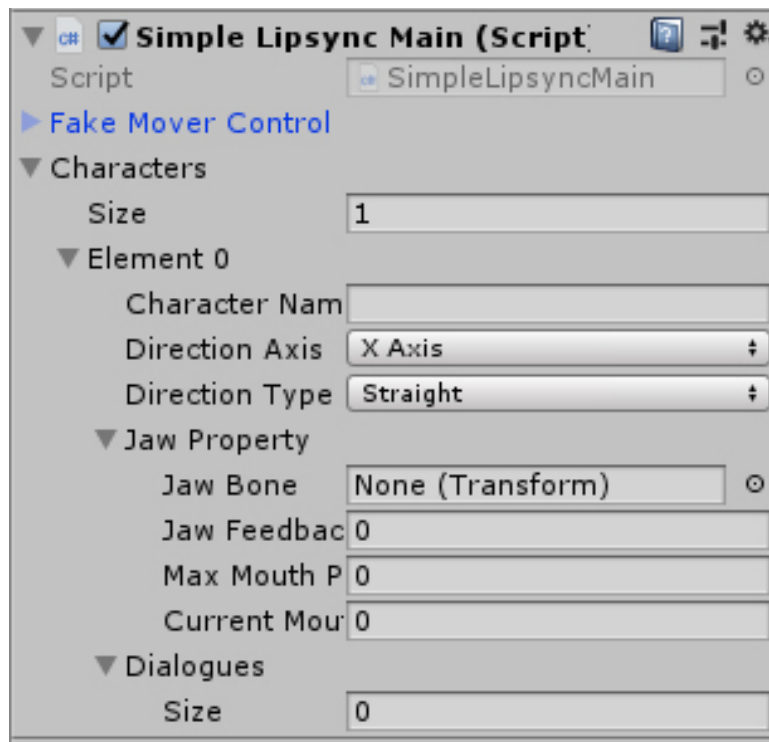 c# Simple Lipsync Main (Script)
Script SimpleLipsyncMain
Fake Mover Control
Characters
Size 1
Element 0
Character Nam
Direction Axis X Axis
Direction Type Straight
Jaw Property
Jaw Bone None (Transform)
Jaw Feedbac 0
Max Mouth P 0
Current Mou 0
Dialogues
Size 0